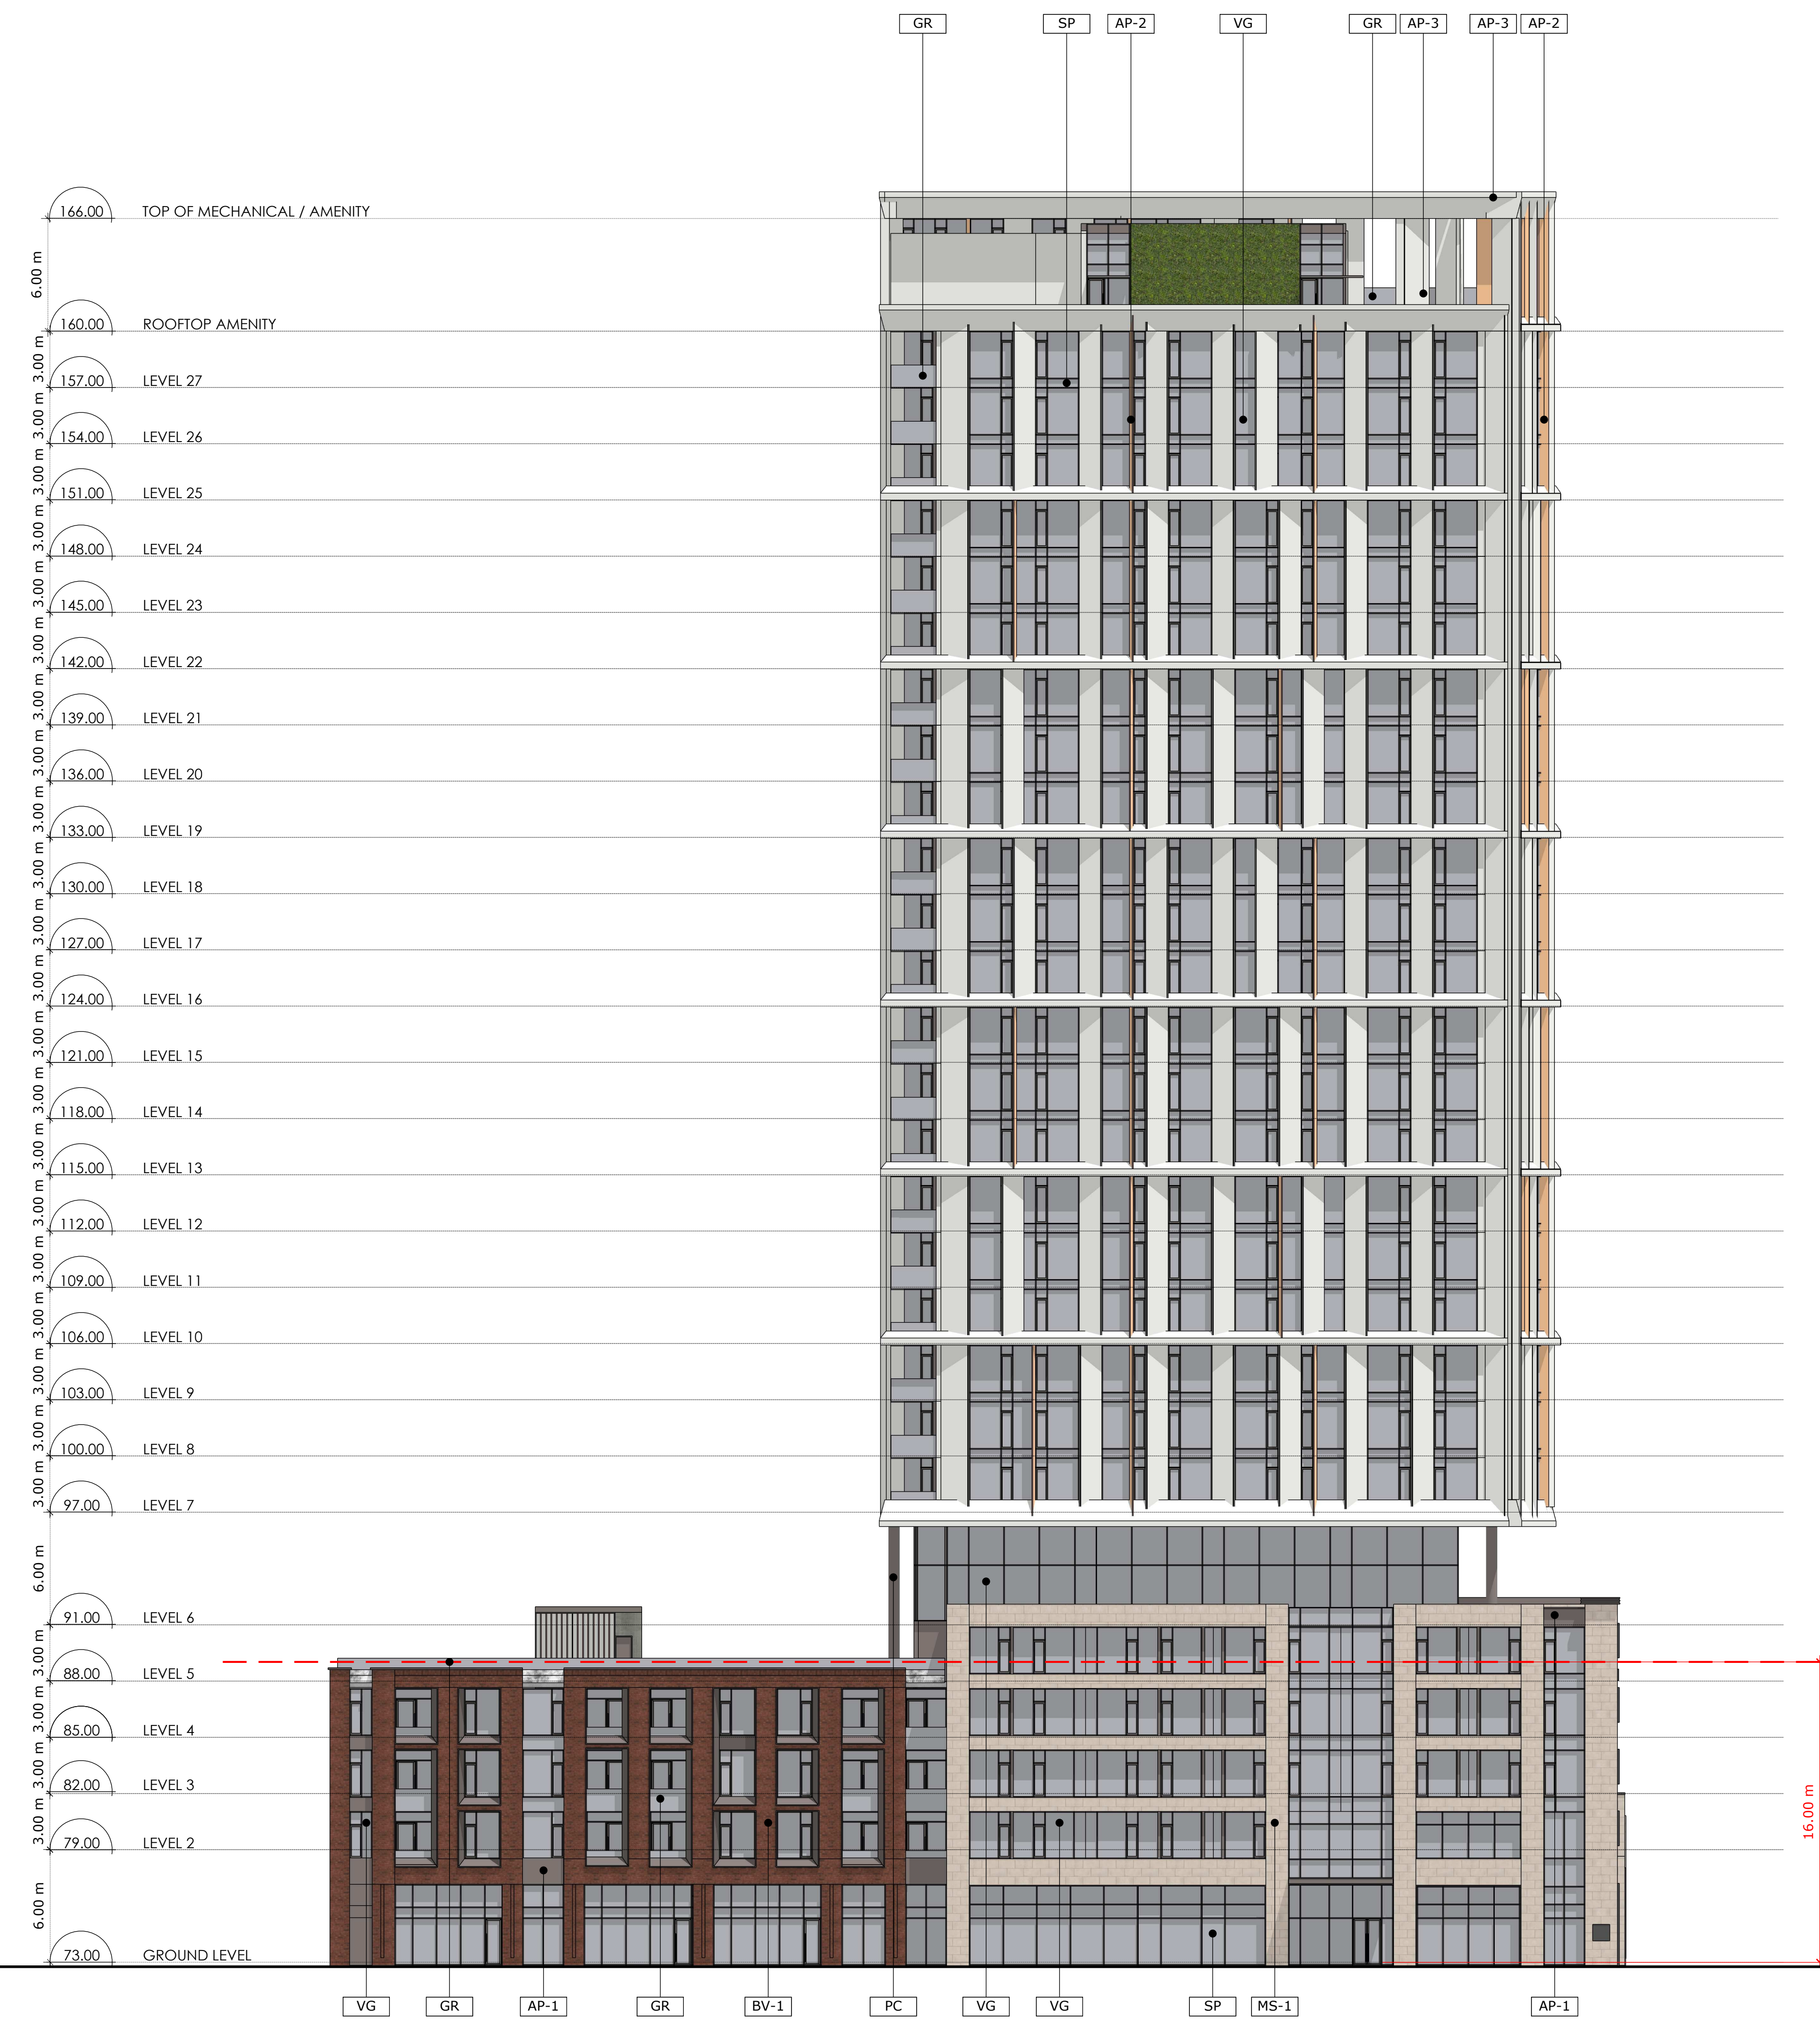 GR SP AP-2 VG GR AP-3 AP-3 AP-2
166.00 TOP OF MECHANICAL / AMENITY
6.00 m
160.00 ROOFTOP AMENITY
3.00 m
157.00 LEVEL 27
3.00 m
154.00 LEVEL 26
3.00 m
151.00 LEVEL 25
3.00 m
148.00 LEVEL 24
3.00 m
145.00 LEVEL 23
3.00 m
142.00 LEVEL 22
3.00 m
139.00 LEVEL 21
3.00 m
136.00 LEVEL 20
3.00 m
133.00 LEVEL 19
3.00 m
130.00 LEVEL 18
3.00 m
127.00 LEVEL 17
3.00 m
124.00 LEVEL 16
3.00 m
121.00 LEVEL 15
3.00 m
118.00 LEVEL 14
3.00 m
115.00 LEVEL 13
3.00 m
112.00 LEVEL 12
3.00 m
109.00 LEVEL 11
3.00 m
106.00 LEVEL 10
3.00 m
103.00 LEVEL 9
3.00 m
100.00 LEVEL 8
3.00 m
97.00 LEVEL 7
6.00 m
91.00 LEVEL 6
3.00 m
88.00 LEVEL 5
3.00 m
85.00 LEVEL 4
3.00 m
82.00 LEVEL 3
3.00 m
79.00 LEVEL 2
6.00 m
73.00 GROUND LEVEL
16.00 m
VG GR AP-1 GR BV-1 PC VG VG SP MS-1 AP-1